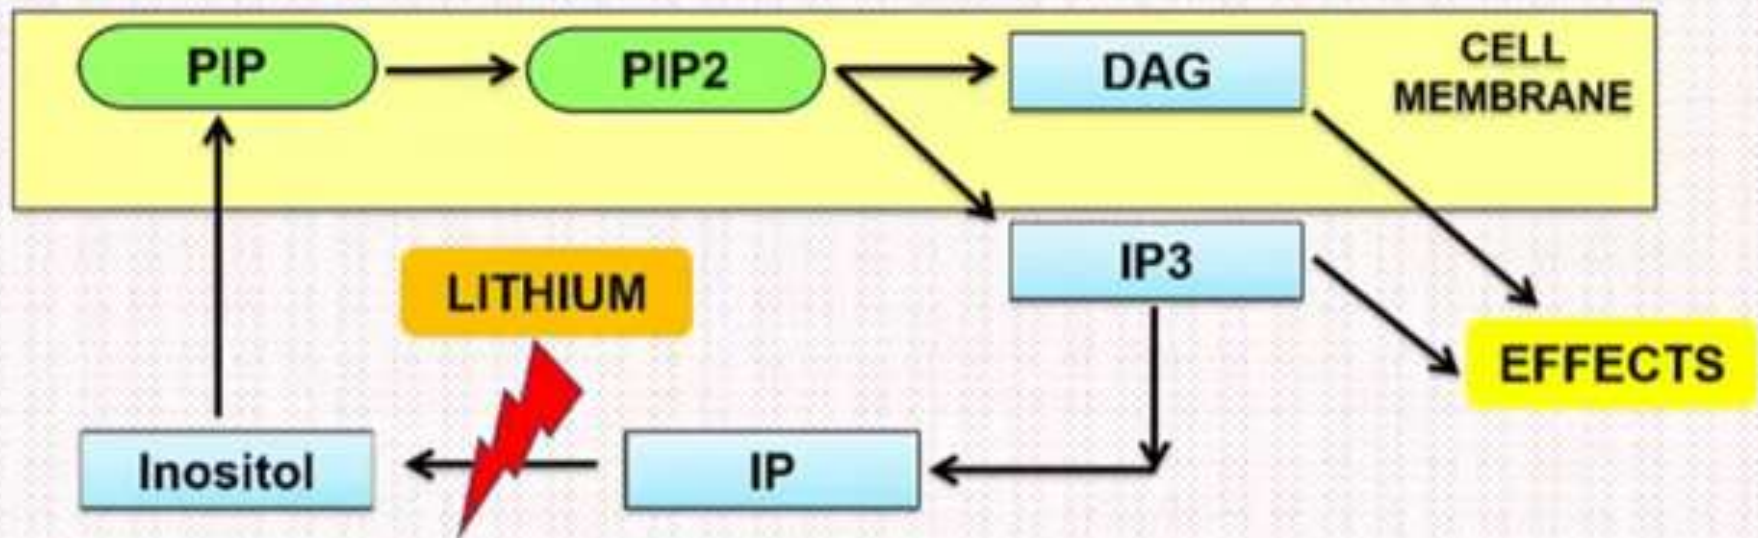 PIP
PIP2
DAG
CELL
MEMBRANE
IP3
LITHIUM
EFFECTS
Inositol
IP